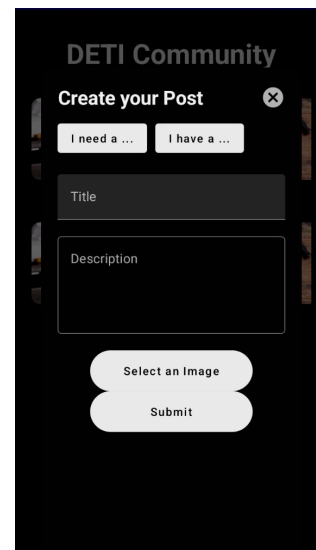 DETI Community
Create your Post
I need a ...
I have a ...
Title
Description
Select an Image
Submit